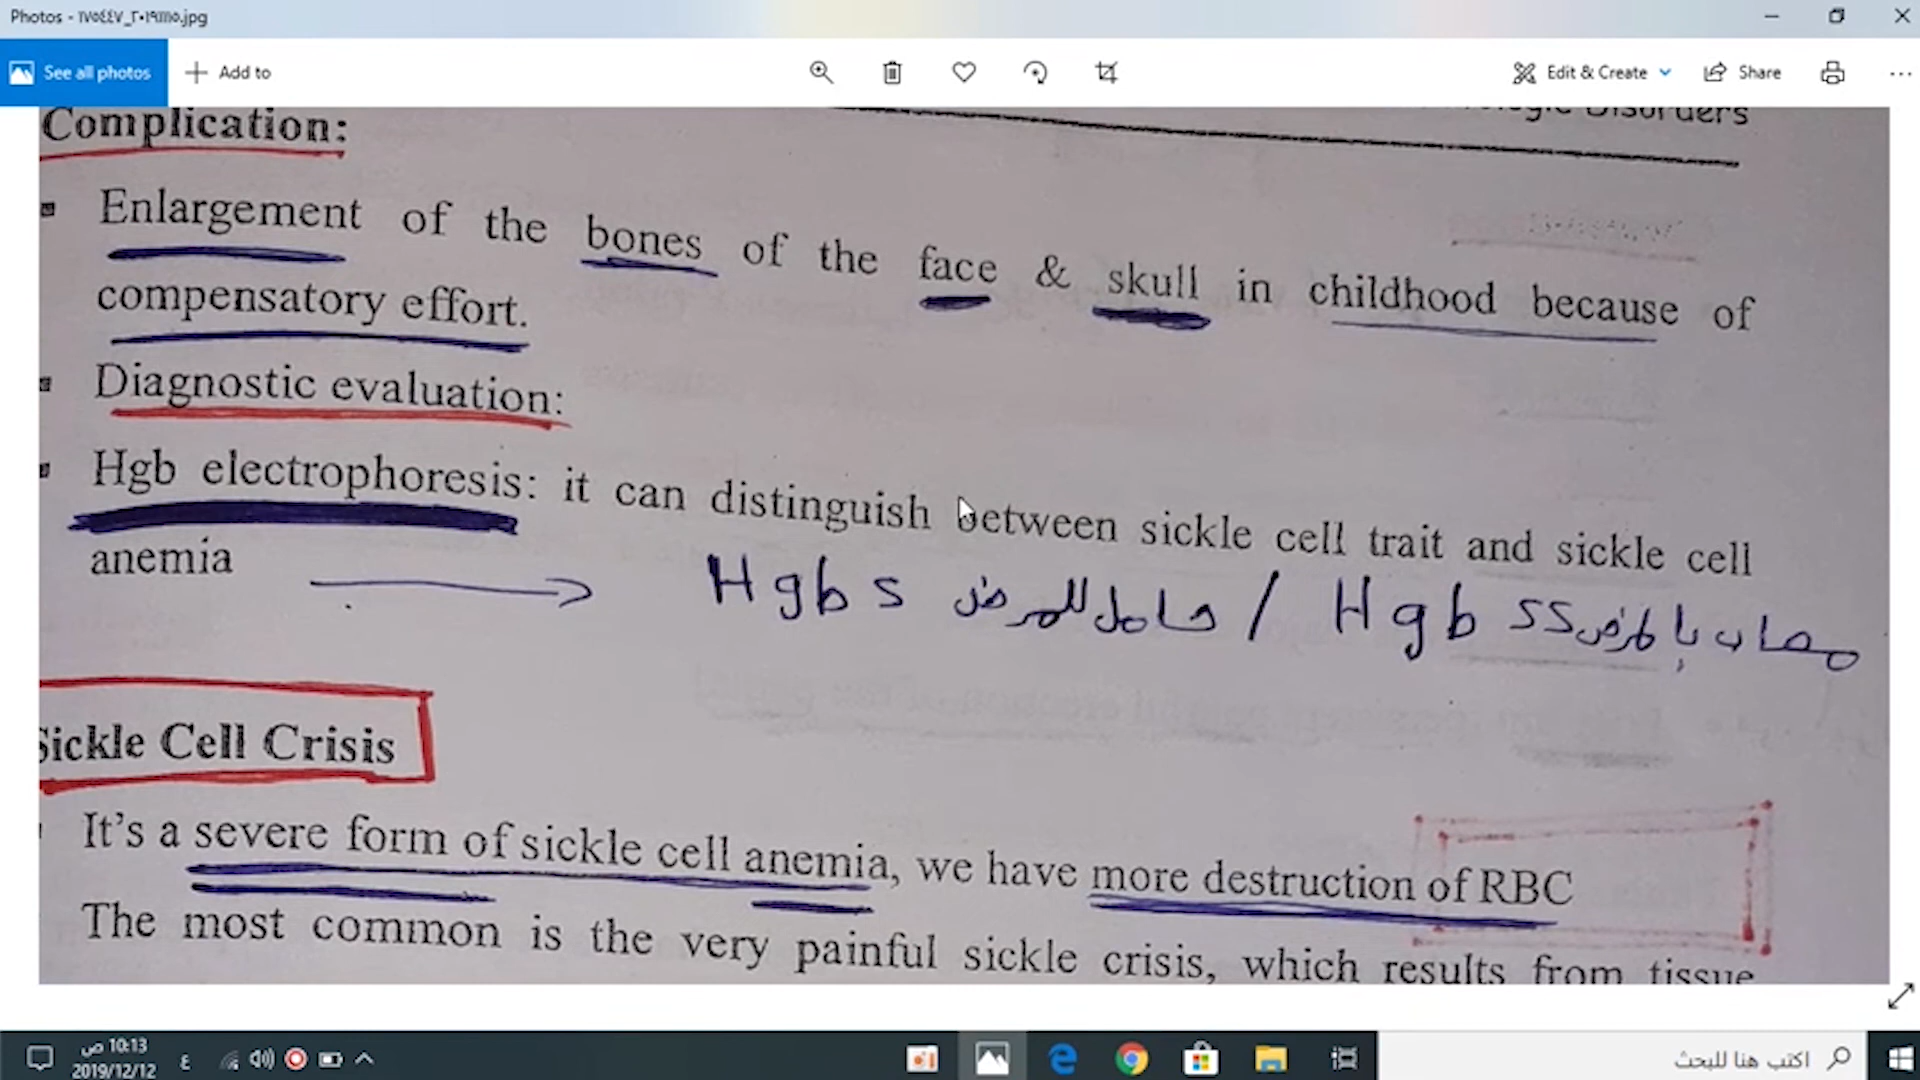 Photos - ٢٠١٩١١١٥_١٧٥٤٤٧.jpg
See all photos
Add to
Edit & Create
Share
Disorders
Complication:
Enlargement of the bones of the face & skull in childhood because of
compensatory effort.
Diagnostic evaluation:
Hgb electrophoresis: it can distinguish between sickle cell trait and sickle cell
anemia
Hgb s حامل للمرض / Hgb SS مصاب بالمرض
Sickle Cell Crisis
It's a severe form of sickle cell anemia, we have more destruction of RBC
The most common is the very painful sickle crisis, which results from tissue
10:13 ص
2019/12/12
ع
اكتب هنا للبحث